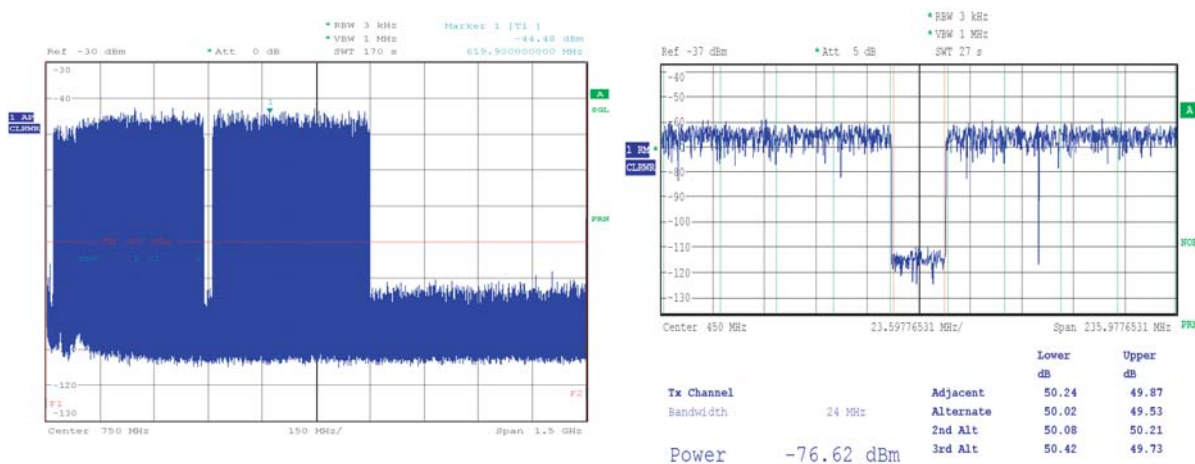 * RBW 3 kHz Marker 1 [T1 ]
* VBW 1 MHz -44.48 dBm
Ref -30 dBm * Att 0 dB SWT 170 s 619.900000000 MHz
-30
-40
1
A
SGL
1 AP
CLRWR
PRN
-120
F1
F2
-130
Center 750 MHz 150 MHz/ Span 1.5 GHz
* RBW 3 kHz
* VBW 1 MHz
Ref -37 dBm * Att 5 dB SWT 27 s
-40
-50
A
-60
1 RM *
CLRWR
-70
-80
-90
-100
-110
NOR
-120
-130
PRN
Center 450 MHz 23.59776531 MHz/ Span 235.9776531 MHz
Lower Upper
dB dB
Tx Channel Adjacent 50.24 49.87
Bandwidth 24 MHz Alternate 50.02 49.53
2nd Alt 50.08 50.21
Power -76.62 dBm 3rd Alt 50.42 49.73